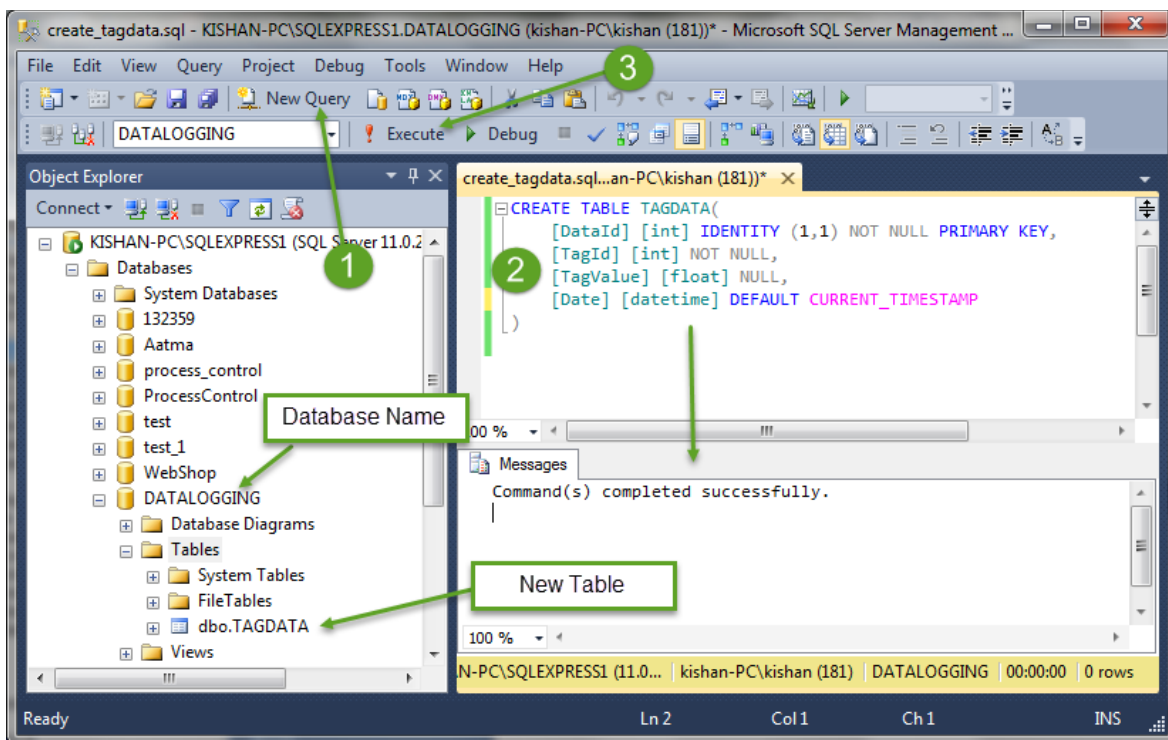 create_tagdata.sql - KISHAN-PC\SQLEXPRESS1.DATALOGGING (kishan-PC\kishan (181))* - Microsoft SQL Server Management ...
File Edit View Query Project Debug Tools Window Help
3
New Query
DATALOGGING
Execute
Debug
Object Explorer
Connect
KISHAN-PC\SQLEXPRESS1 (SQL Server 11.0.2
1
Databases
System Databases
132359
Aatma
process_control
ProcessControl
test
test_1
WebShop
DATALOGGING
Database Diagrams
Tables
System Tables
FileTables
dbo.TAGDATA
Views
Database Name
create_tagdata.sql...an-PC\kishan (181))*
CREATE TABLE TAGDATA(
[DataId] [int] IDENTITY (1,1) NOT NULL PRIMARY KEY,
[TagId] [int] NOT NULL,
2
[TagValue] [float] NULL,
[Date] [datetime] DEFAULT CURRENT_TIMESTAMP
)
00 %
Messages
Command(s) completed successfully.
New Table
100 %
.N-PC\SQLEXPRESS1 (11.0... kishan-PC\kishan (181) DATALOGGING 00:00:00 0 rows
Ready Ln 2 Col 1 Ch 1 INS